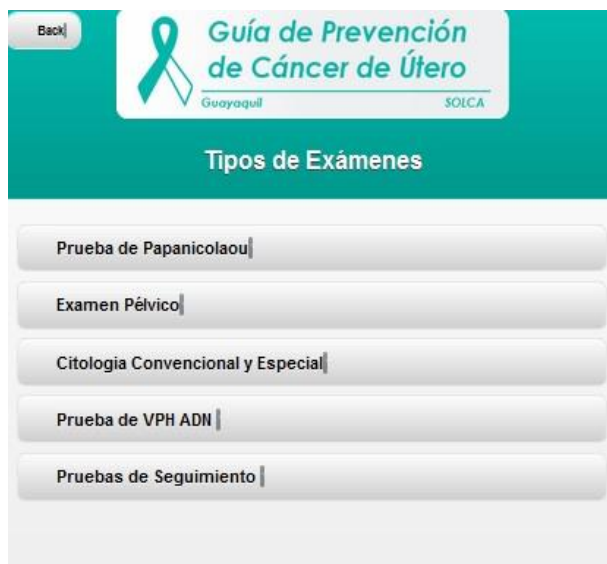 Back
Guía de Prevención
de Cáncer de Útero
Guayaquil SOLCA
Tipos de Exámenes
Prueba de Papanicolaou
Examen Pélvico
Citologia Convencional y Especial
Prueba de VPH ADN
Pruebas de Seguimiento